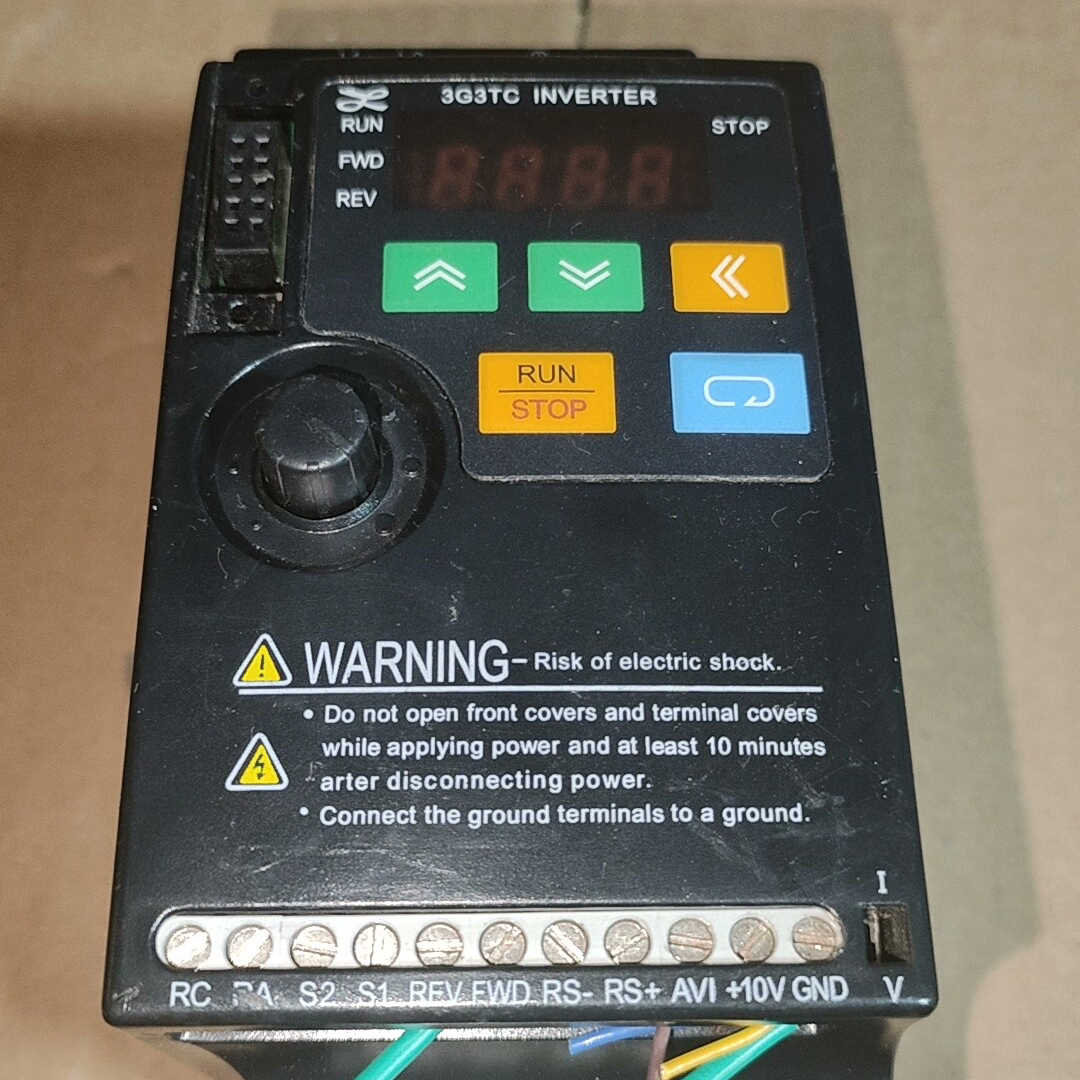 3G3TC INVERTER
RUN
STOP
FWD
REV
8888
RUN
STOP
WARNING-Risk of electric shock.
• Do not open front covers and terminal covers
while applying power and at least 10 minutes
arter disconnecting power.
• Connect the ground terminals to a ground.
I
RC RA S2 S1 REV FWD RS- RS+ AVI +10V GND V